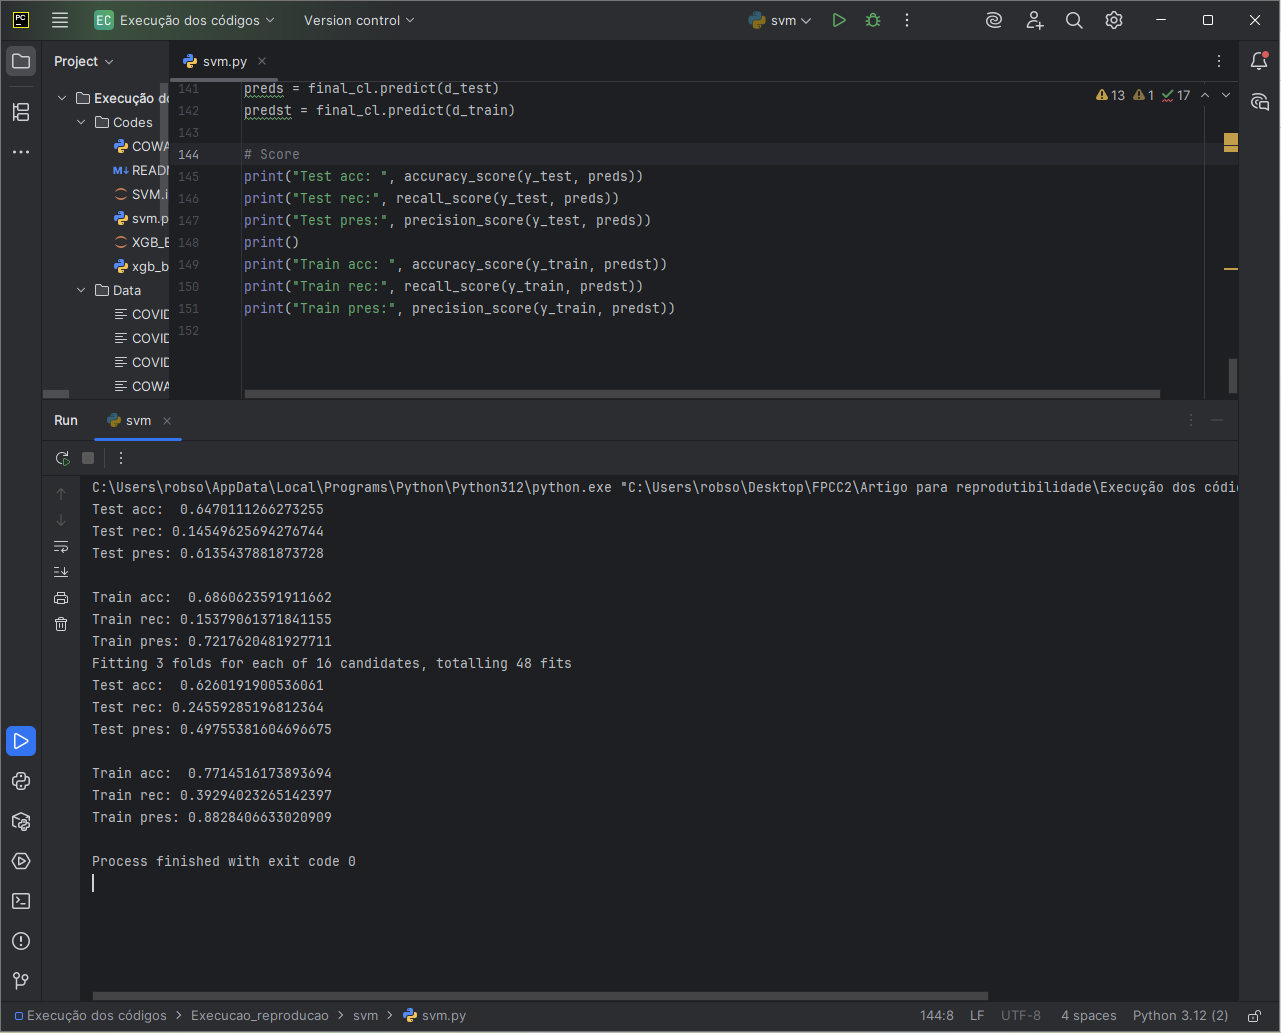 PC
EC Execução dos códigos
Version control
svm
Project
svm.py
Execução do
Codes
COWA
M↓ READM
SVM.i
svm.p
XGB_E
xgb_b
Data
COVID
COVID
COVID
COWA
13 1 17
141 preds = final_cl.predict(d_test)
142 predst = final_cl.predict(d_train)
143
144 # Score
145 print("Test acc: ", accuracy_score(y_test, preds))
146 print("Test rec:", recall_score(y_test, preds))
147 print("Test pres:", precision_score(y_test, preds))
148 print()
149 print("Train acc: ", accuracy_score(y_train, predst))
150 print("Train rec:", recall_score(y_train, predst))
151 print("Train pres:", precision_score(y_train, predst))
152
Run svm
C:\Users\robso\AppData\Local\Programs\Python\Python312\python.exe "C:\Users\robso\Desktop\FPCC2\Artigo para reprodutibilidade\Execução dos códig
Test acc:  0.6470111266273255
Test rec: 0.14549625694276744
Test pres: 0.6135437881873728
Train acc:  0.6860623591911662
Train rec: 0.15379061371841155
Train pres: 0.7217620481927711
Fitting 3 folds for each of 16 candidates, totalling 48 fits
Test acc:  0.6260191900536061
Test rec: 0.24559285196812364
Test pres: 0.49755381604696675
Train acc:  0.7714516173893694
Train rec: 0.39294023265142397
Train pres: 0.8828406633020909
Process finished with exit code 0
Execução dos códigos > Execucao_reproducao > svm > svm.py
144:8 LF UTF-8 4 spaces Python 3.12 (2)